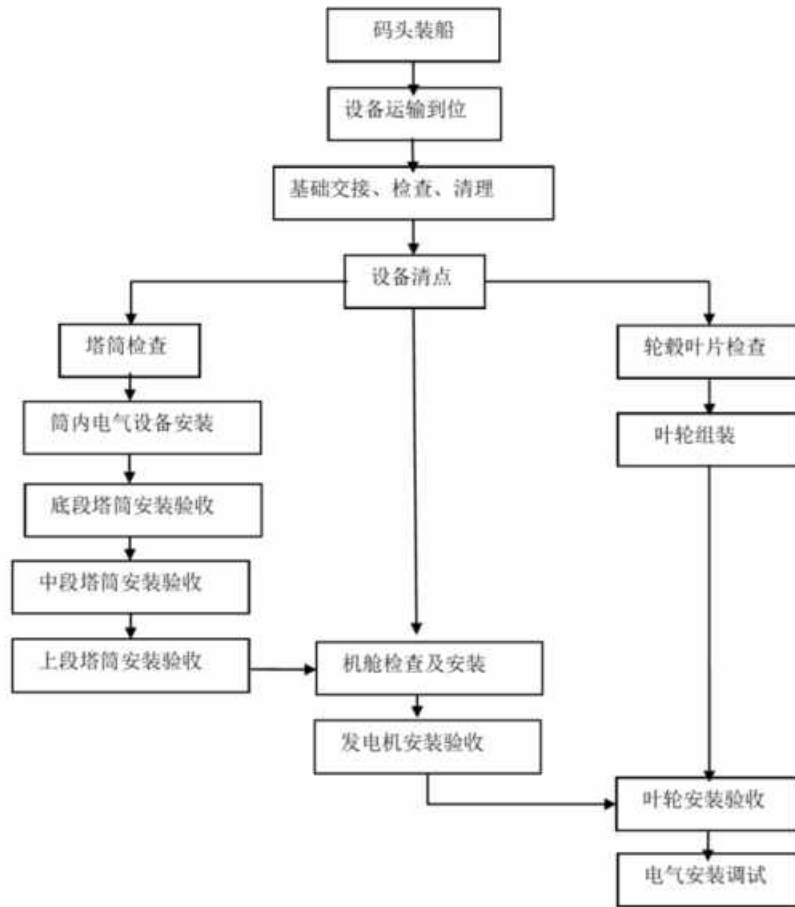 码头装船
设备运输到位
基础交接、检查、清理
设备清点
塔筒检查
轮毂叶片检查
筒内电气设备安装
叶轮组装
底段塔筒安装验收
中段塔筒安装验收
上段塔筒安装验收
机舱检查及安装
发电机安装验收
叶轮安装验收
电气安装调试